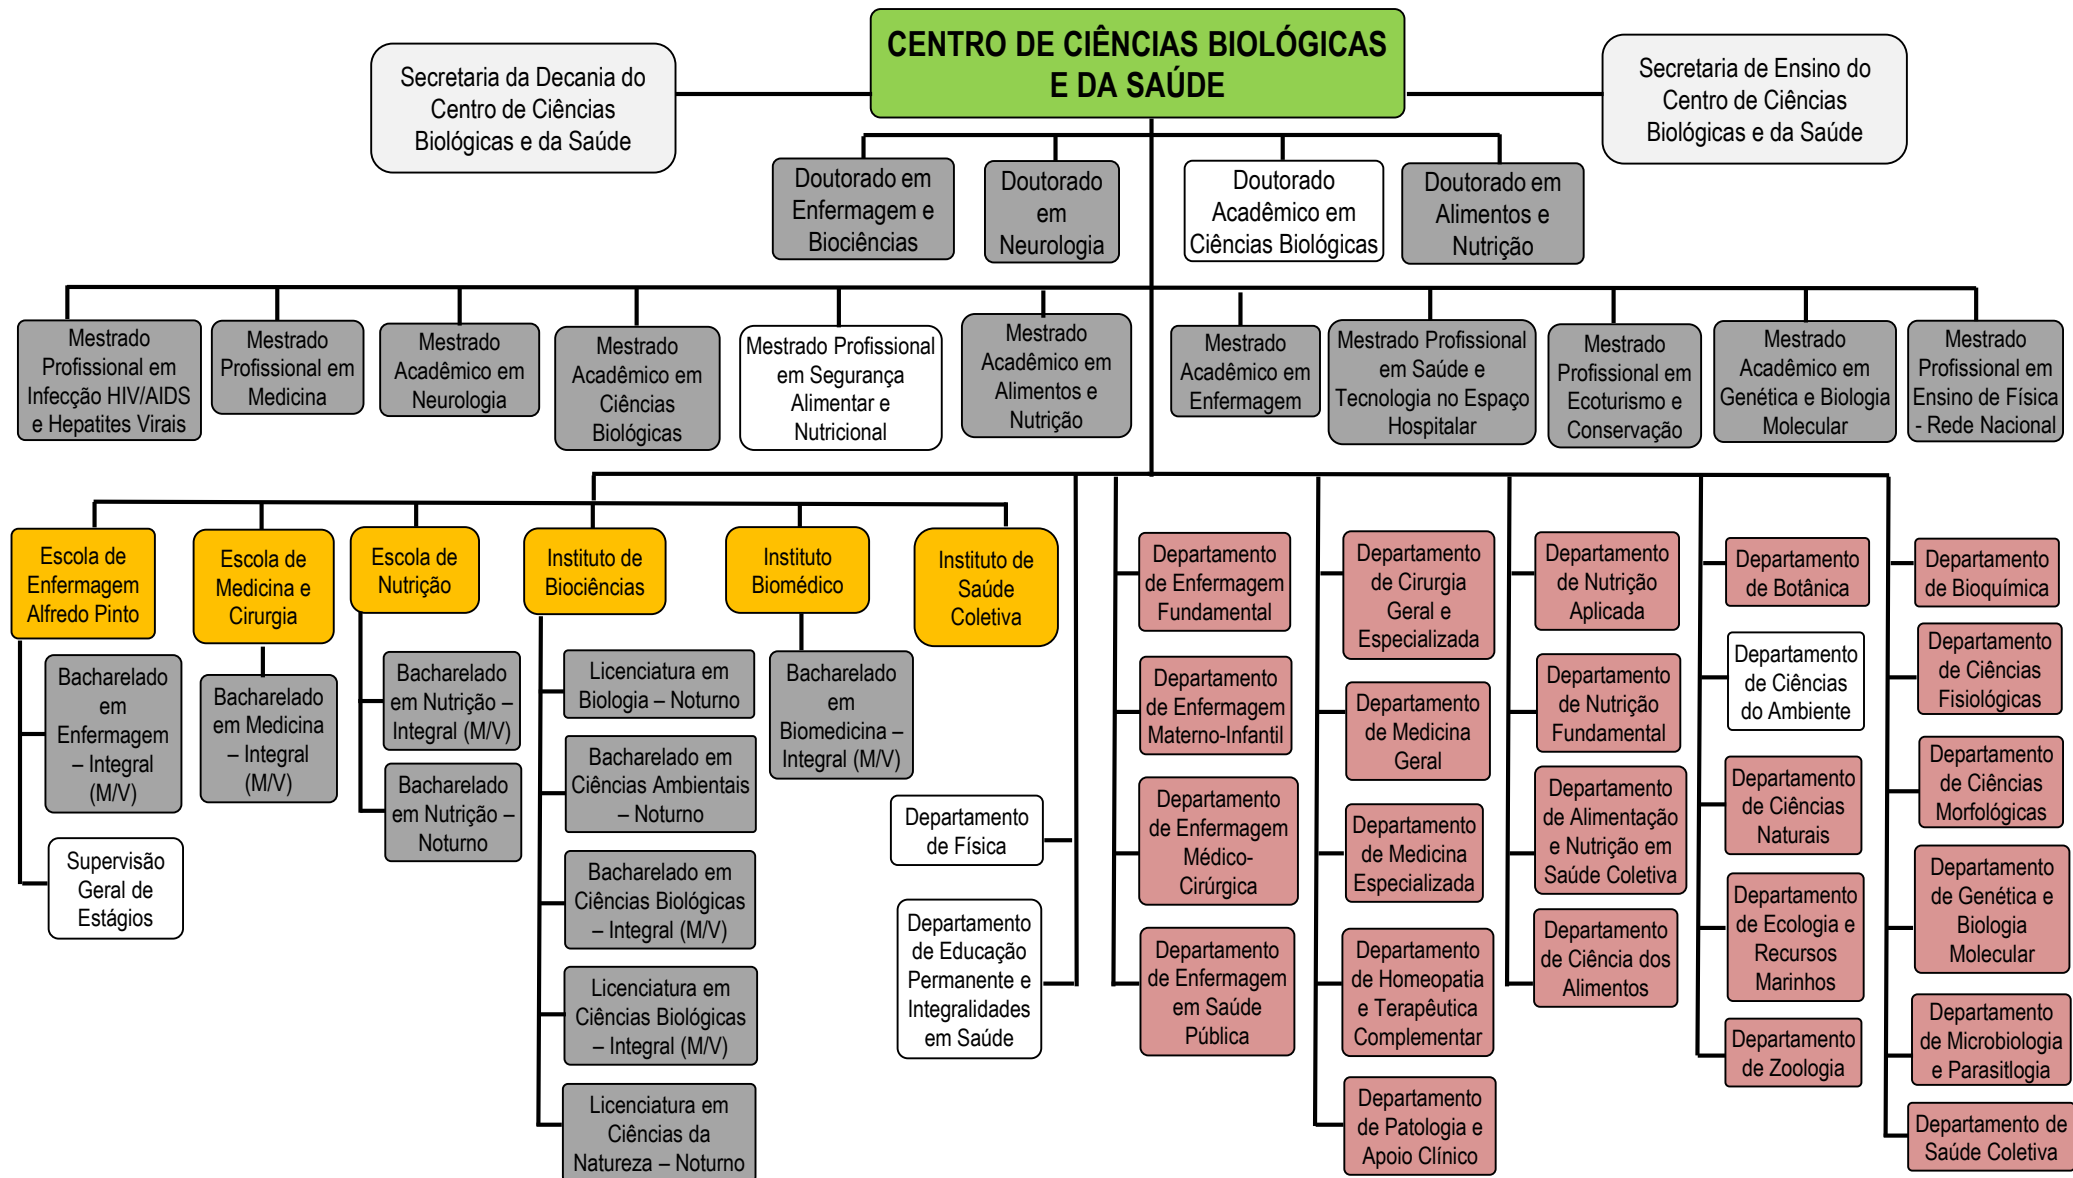 CENTRO DE CIÊNCIAS BIOLÓGICAS
E DA SAÚDE
Secretaria da Decania do
Centro de Ciências
Biológicas e da Saúde
Secretaria de Ensino do
Centro de Ciências
Biológicas e da Saúde
Doutorado em
Enfermagem e
Biociências
Doutorado
em
Neurologia
Doutorado
Acadêmico em
Ciências Biológicas
Doutorado em
Alimentos e
Nutrição
Mestrado
Profissional em
Infecção HIV/AIDS
e Hepatites Virais
Mestrado
Profissional em
Medicina
Mestrado
Acadêmico em
Neurologia
Mestrado
Acadêmico em
Ciências
Biológicas
Mestrado Profissional
em Segurança
Alimentar e
Nutricional
Mestrado
Acadêmico em
Alimentos e
Nutrição
Mestrado
Acadêmico em
Enfermagem
Mestrado Profissional
em Saúde e
Tecnologia no Espaço
Hospitalar
Mestrado
Profissional em
Ecoturismo e
Conservação
Mestrado
Acadêmico em
Genética e Biologia
Molecular
Mestrado
Profissional em
Ensino de Física
- Rede Nacional
Escola de
Enfermagem
Alfredo Pinto
Bacharelado
em
Enfermagem
– Integral
(M/V)
Supervisão
Geral de
Estágios
Escola de
Medicina e
Cirurgia
Bacharelado
em Medicina
– Integral
(M/V)
Escola de
Nutrição
Bacharelado
em Nutrição –
Integral (M/V)
Bacharelado
em Nutrição –
Noturno
Instituto de
Biociências
Licenciatura em
Biologia – Noturno
Bacharelado em
Ciências Ambientais
– Noturno
Bacharelado em
Ciências Biológicas
– Integral (M/V)
Licenciatura em
Ciências Biológicas
– Integral (M/V)
Licenciatura em
Ciências da
Natureza – Noturno
Instituto
Biomédico
Bacharelado
em
Biomedicina –
Integral (M/V)
Instituto de
Saúde
Coletiva
Departamento
de Física
Departamento
de Educação
Permanente e
Integralidades
em Saúde
Departamento
de Enfermagem
Fundamental
Departamento
de Enfermagem
Materno-Infantil
Departamento
de Enfermagem
Médico-
Cirúrgica
Departamento
de Enfermagem
em Saúde
Pública
Departamento
de Cirurgia
Geral e
Especializada
Departamento
de Medicina
Geral
Departamento
de Medicina
Especializada
Departamento
de Homeopatia
e Terapêutica
Complementar
Departamento
de Patologia e
Apoio Clínico
Departamento
de Nutrição
Aplicada
Departamento
de Nutrição
Fundamental
Departamento
de Alimentação
e Nutrição em
Saúde Coletiva
Departamento
de Ciência dos
Alimentos
Departamento
de Botânica
Departamento
de Ciências
do Ambiente
Departamento
de Ciências
Naturais
Departamento
de Ecologia e
Recursos
Marinhos
Departamento
de Zoologia
Departamento
de Bioquímica
Departamento
de Ciências
Fisiológicas
Departamento
de Ciências
Morfológicas
Departamento
de Genética e
Biologia
Molecular
Departamento
de Microbiologia
e Parasitlogia
Departamento de
Saúde Coletiva